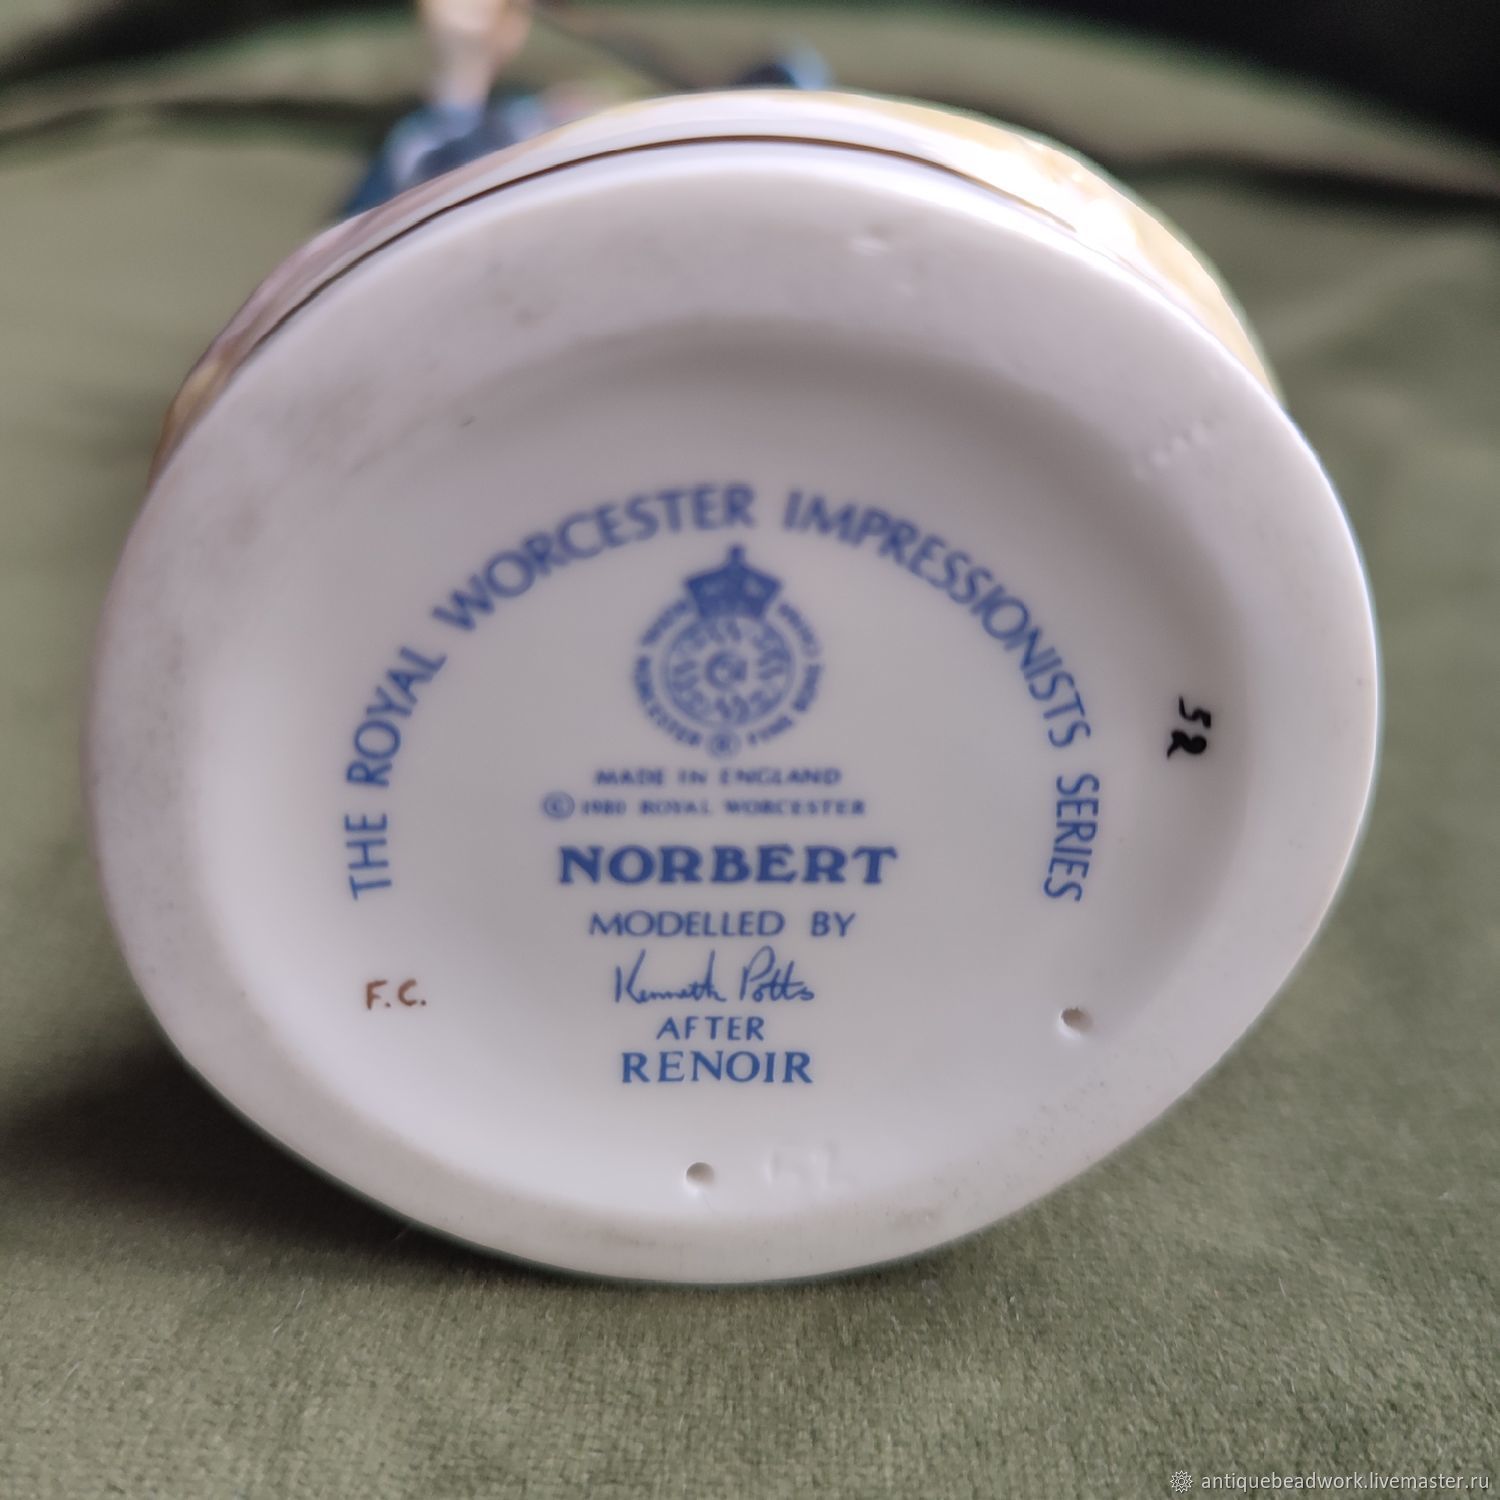 THE ROYAL WORCESTER IMPRESSIONISTS SERIES
MADE IN ENGLAND
© 1980 ROYAL WORCESTER
NORBERT
MODELLED BY
Kenneth Potts
AFTER
RENOIR
F.C.
52
antiquebeadwork.livemaster.ru